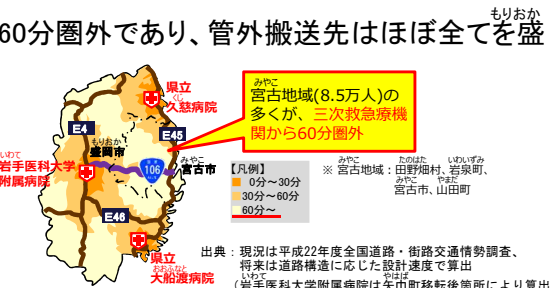 60分圏外であり、管外搬送先はほぼ全てを盛
もりおか
県立
くじ
久慈病院
みやこ
宮古地域(8.5万人)の
多くが、三次救急医療機
関から60分圏外
E4
E45
もりおか
盛岡市
いわて
岩手医科大学
附属病院
106
みやこ
宮古市
【凡例】
0分～30分
30分～60分
60分～
※ 宮古地域：田野畑村、岩泉町、
みやこ たのはた いわいずみ
宮古市、山田町
みやこ やまだ
E46
県立
おおふなと
大船渡病院
出典：現況は平成22年度全国道路・街路交通情勢調査、
将来は道路構造に応じた設計速度で算出
いわて やはば
（岩手医科大学附属病院は矢巾町移転後箇所により算出